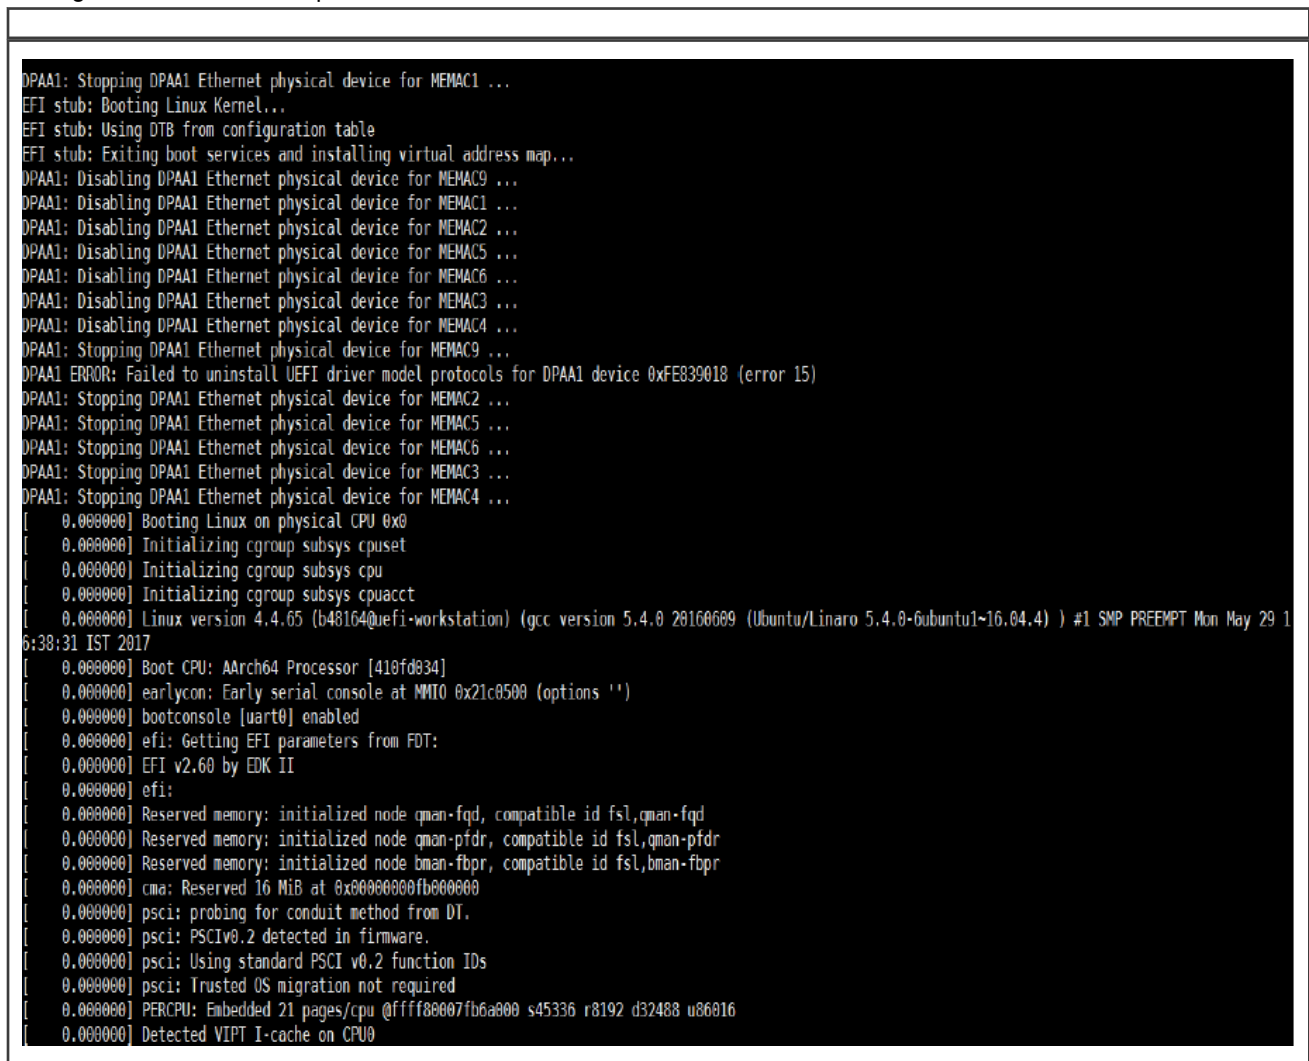 DPAA1: Stopping DPAA1 Ethernet physical device for MEMAC1 ...
EFI stub: Booting Linux Kernel...
EFI stub: Using DTB from configuration table
EFI stub: Exiting boot services and installing virtual address map...
DPAA1: Disabling DPAA1 Ethernet physical device for MEMAC9 ...
DPAA1: Disabling DPAA1 Ethernet physical device for MEMAC1 ...
DPAA1: Disabling DPAA1 Ethernet physical device for MEMAC2 ...
DPAA1: Disabling DPAA1 Ethernet physical device for MEMAC5 ...
DPAA1: Disabling DPAA1 Ethernet physical device for MEMAC6 ...
DPAA1: Disabling DPAA1 Ethernet physical device for MEMAC3 ...
DPAA1: Disabling DPAA1 Ethernet physical device for MEMAC4 ...
DPAA1: Stopping DPAA1 Ethernet physical device for MEMAC9 ...
DPAA1 ERROR: Failed to uninstall UEFI driver model protocols for DPAA1 device 0xFE839018 (error 15)
DPAA1: Stopping DPAA1 Ethernet physical device for MEMAC2 ...
DPAA1: Stopping DPAA1 Ethernet physical device for MEMAC5 ...
DPAA1: Stopping DPAA1 Ethernet physical device for MEMAC6 ...
DPAA1: Stopping DPAA1 Ethernet physical device for MEMAC3 ...
DPAA1: Stopping DPAA1 Ethernet physical device for MEMAC4 ...
[    0.000000] Booting Linux on physical CPU 0x0
[    0.000000] Initializing cgroup subsys cpuset
[    0.000000] Initializing cgroup subsys cpu
[    0.000000] Initializing cgroup subsys cpuacct
[    0.000000] Linux version 4.4.65 (b48164@uefi-workstation) (gcc version 5.4.0 20160609 (Ubuntu/Linaro 5.4.0-6ubuntu1~16.04.4) ) #1 SMP PREEMPT Mon May 29 1
6:38:31 IST 2017
[    0.000000] Boot CPU: AArch64 Processor [410fd034]
[    0.000000] earlycon: Early serial console at MMIO 0x21c0500 (options '')
[    0.000000] bootconsole [uart0] enabled
[    0.000000] efi: Getting EFI parameters from FDT:
[    0.000000] EFI v2.60 by EDK II
[    0.000000] efi:
[    0.000000] Reserved memory: initialized node qman-fqd, compatible id fsl,qman-fqd
[    0.000000] Reserved memory: initialized node qman-pfdr, compatible id fsl,qman-pfdr
[    0.000000] Reserved memory: initialized node bman-fbpr, compatible id fsl,bman-fbpr
[    0.000000] cma: Reserved 16 MiB at 0x00000000fb000000
[    0.000000] psci: probing for conduit method from DT.
[    0.000000] psci: PSCIv0.2 detected in firmware.
[    0.000000] psci: Using standard PSCI v0.2 function IDs
[    0.000000] psci: Trusted OS migration not required
[    0.000000] PERCPU: Embedded 21 pages/cpu @ffff80007fb6a000 s45336 r8192 d32488 u86016
[    0.000000] Detected VIPT I-cache on CPU0